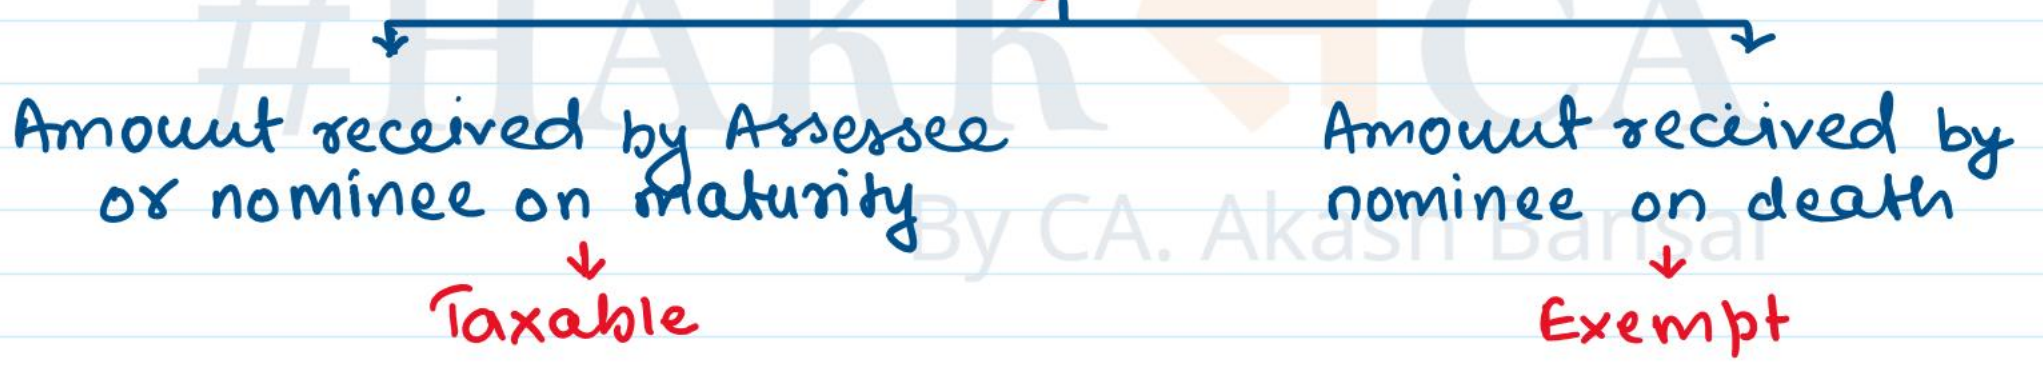 #HAKK CA
Amount received by Assessee
or nominee on maturity
Taxable
Amount received by
nominee on death
Exempt
By CA. Akash Bansal